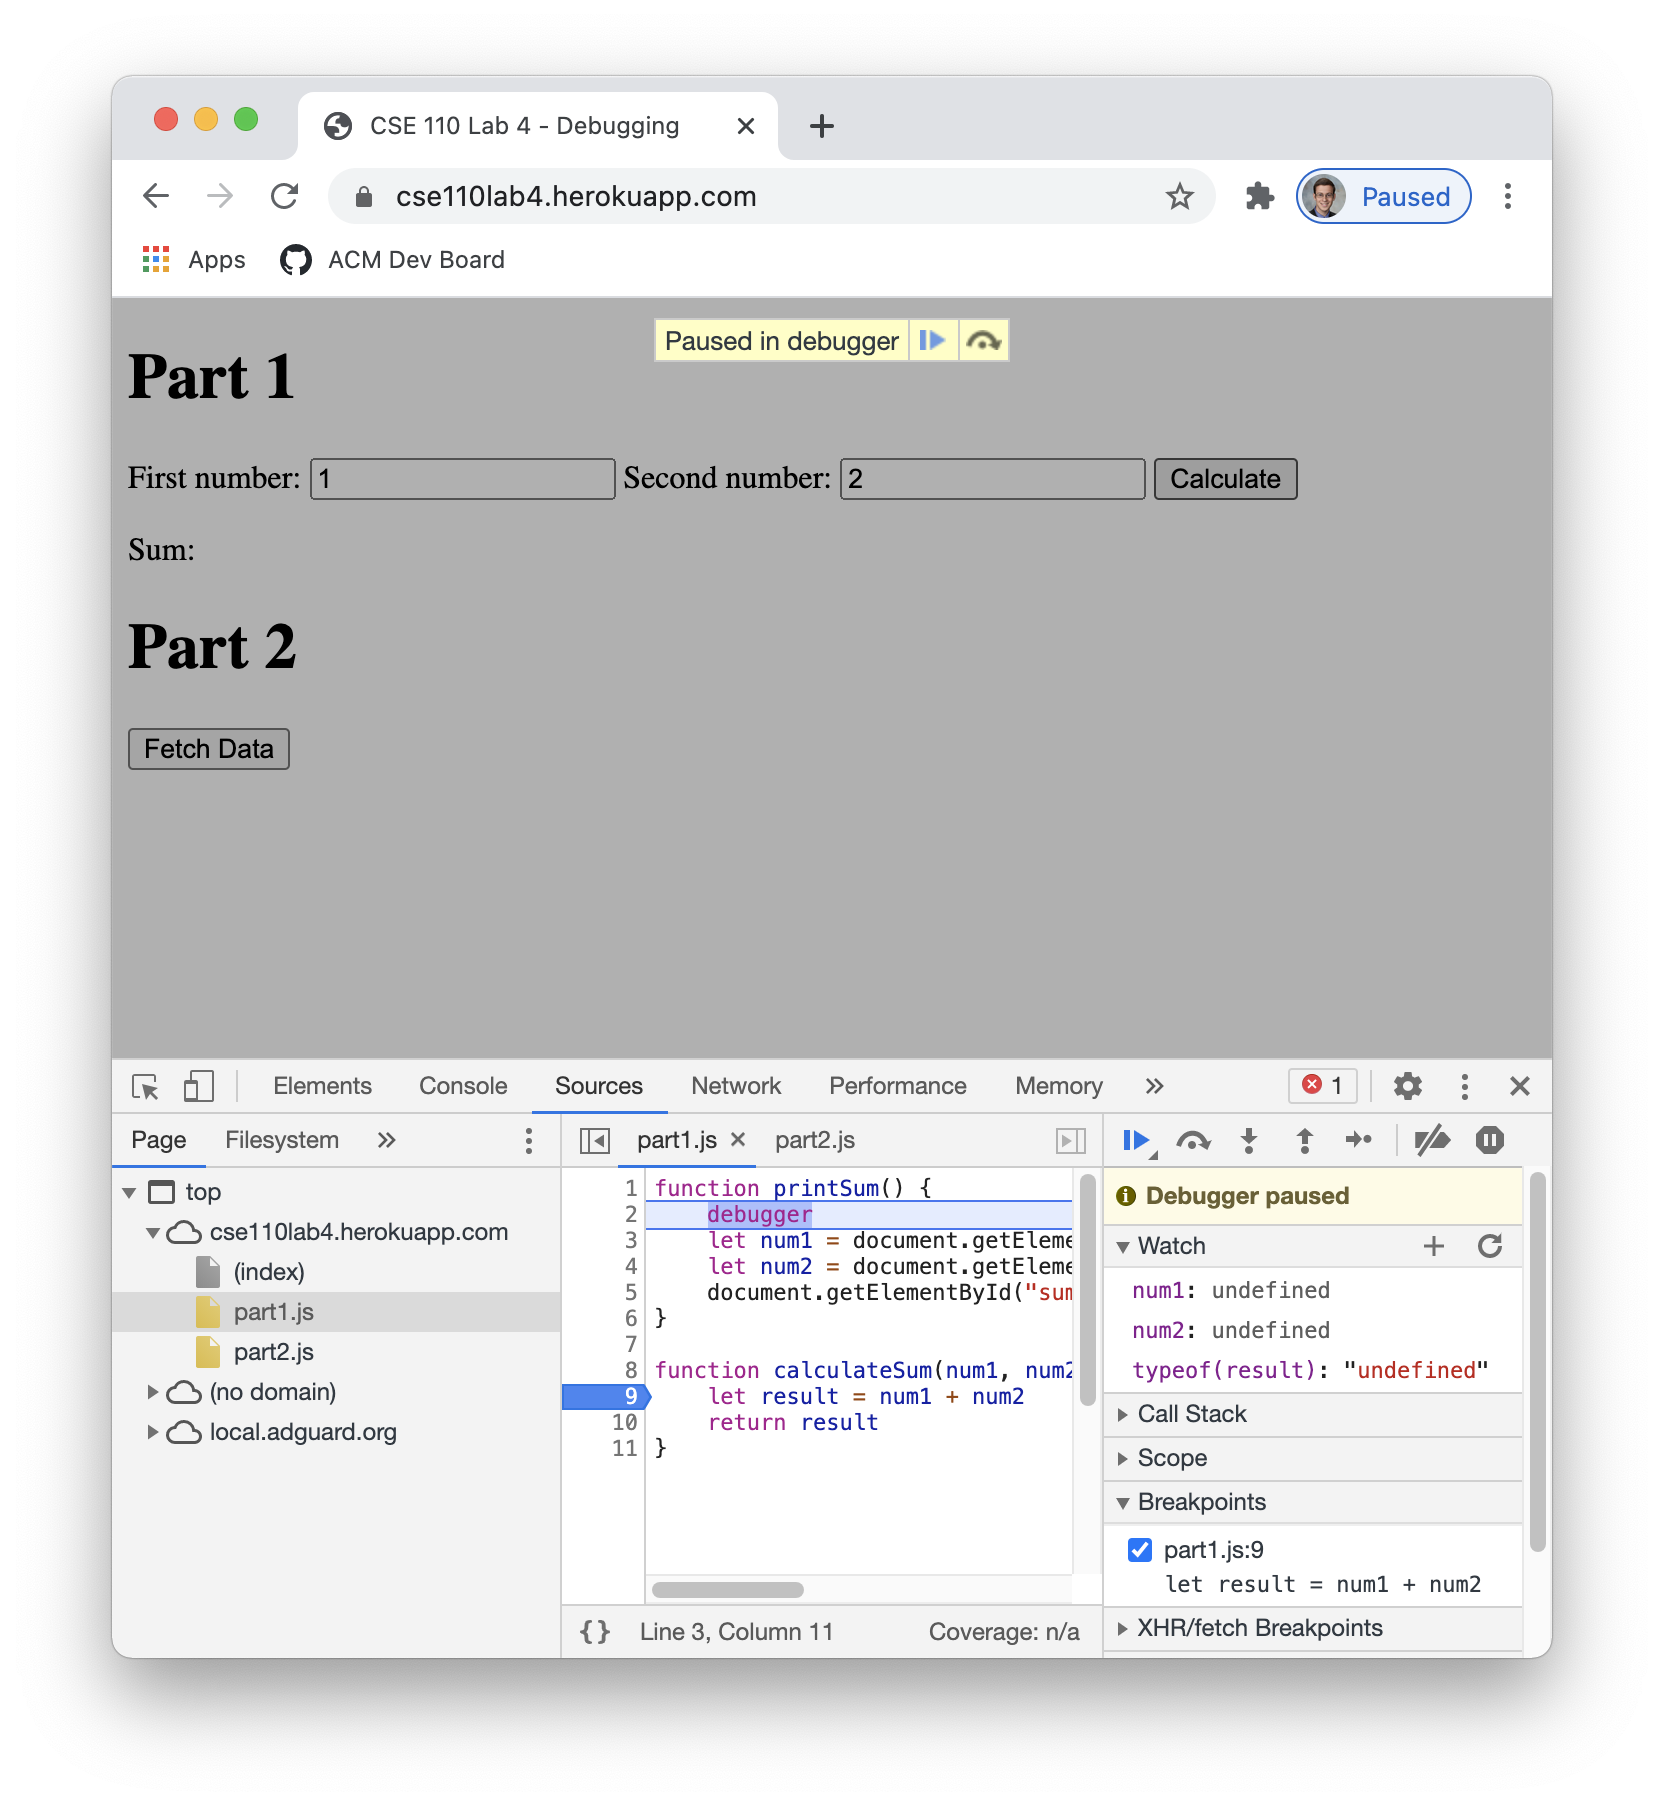 CSE 110 Lab 4 - Debugging
cse110lab4.herokuapp.com
Paused
Apps
ACM Dev Board
Paused in debugger
Part 1
First number: 1 Second number: 2 Calculate
Sum:
Part 2
Fetch Data
Elements Console Sources Network Performance Memory » 1
Page Filesystem »
top
cse110lab4.herokuapp.com
(index)
part1.js
part2.js
(no domain)
local.adguard.org
part1.js part2.js
1 function printSum() {
2 debugger
3 let num1 = document.getEleme
4 let num2 = document.getEleme
5 document.getElementById("sum
6 }
7
8 function calculateSum(num1, num2
9 let result = num1 + num2
10 return result
11 }
{} Line 3, Column 11 Coverage: n/a
Debugger paused
Watch
num1: undefined
num2: undefined
typeof(result): "undefined"
Call Stack
Scope
Breakpoints
part1.js:9
let result = num1 + num2
XHR/fetch Breakpoints